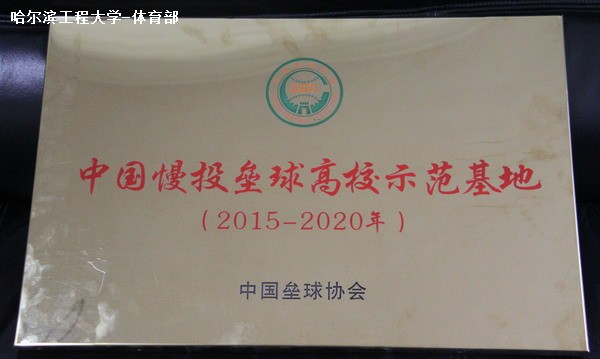 哈尔滨工程大学-体育部
中国慢投垒球高校示范基地
（2015-2020年）
中国垒球协会